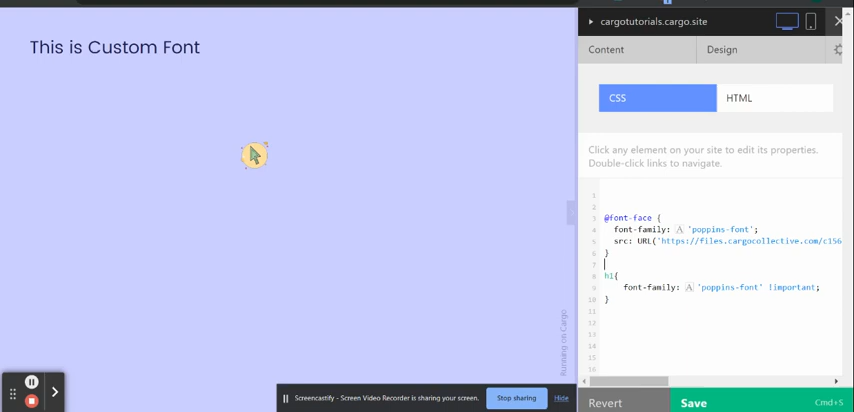 cargotutorials.cargo.site
This is Custom Font
Content
Design
CSS
HTML
Click any element on your site to edit its properties.
Double-click links to navigate.
1
2
3 @font-face {
4 font-family: A 'poppins-font';
5 src: URL('https://files.cargocollective.com/c156
6 }
7
8 h1{
9 font-family: A 'poppins-font' !important;
10 }
11
12
13
14
15
16
Running on Cargo
Screencastify - Screen Video Recorder is sharing your screen.
Stop sharing
Hide
Revert
Save
Cmd+S